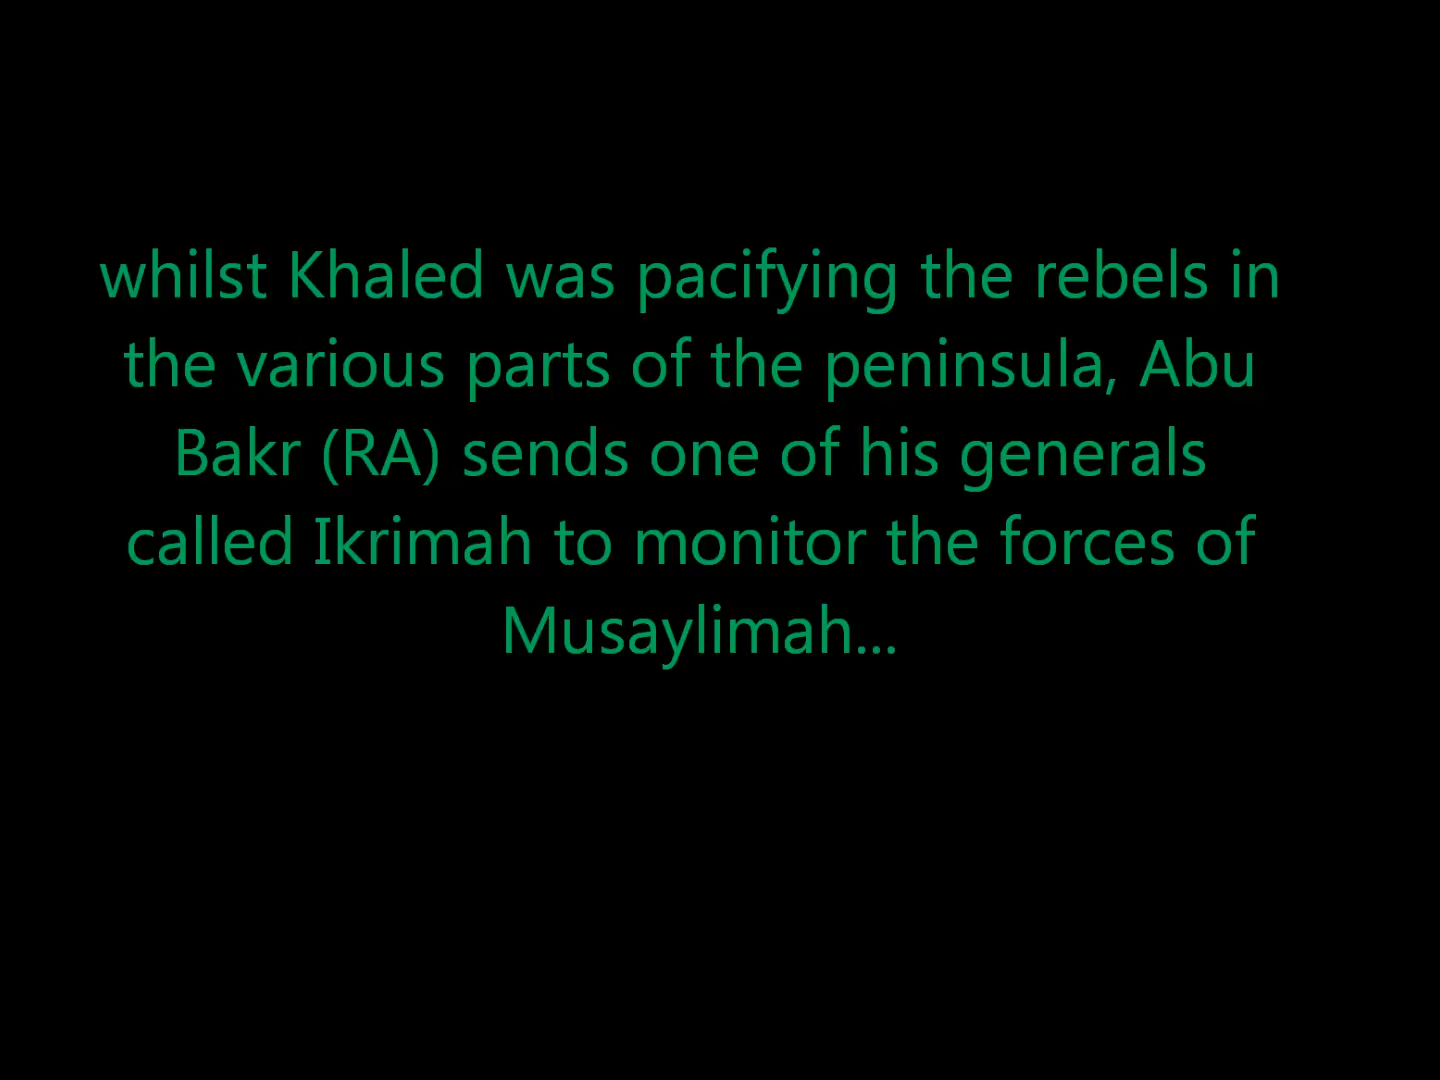 whilst Khaled was pacifying the rebels in
the various parts of the peninsula, Abu
Bakr (RA) sends one of his generals
called Ikrimah to monitor the forces of
Musaylimah...